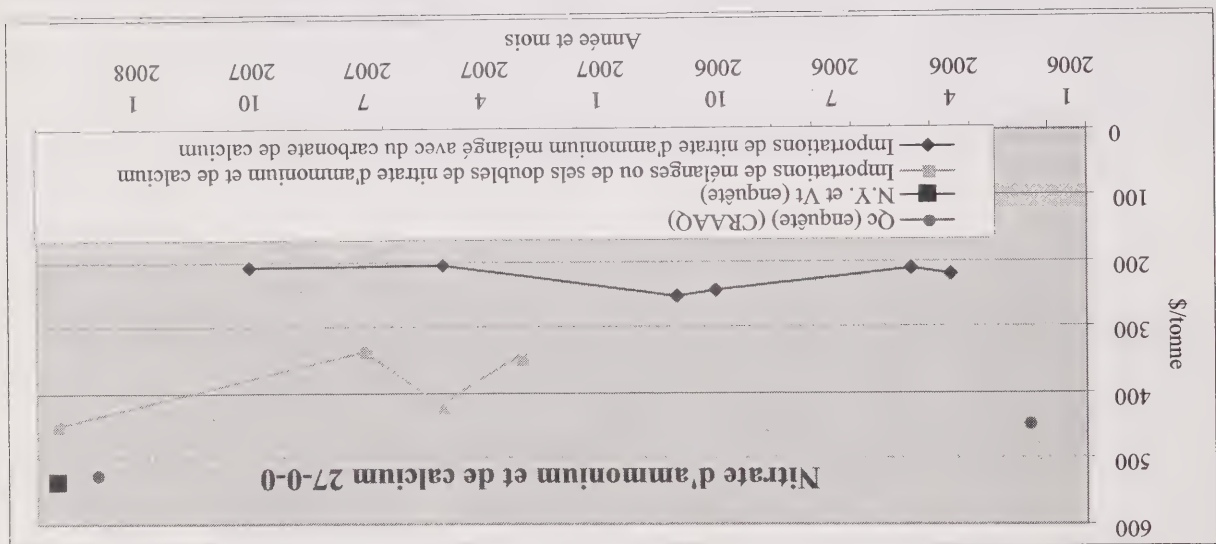 Nitrate d'ammonium et de calcium 27-0-0
$/tonne
600
500
400
300
200
100
0
Qc (enquête) (CRAAQ)
N.Y. et Vt (enquête)
Importations de mélanges ou de sels doubles de nitrate d'ammonium et de calcium
Importations de nitrate d'ammonium mélangé avec du carbonate de calcium
1 4 7 10 1 4 7 10 1
2006 2006 2006 2006 2007 2007 2007 2007 2008
Année et mois